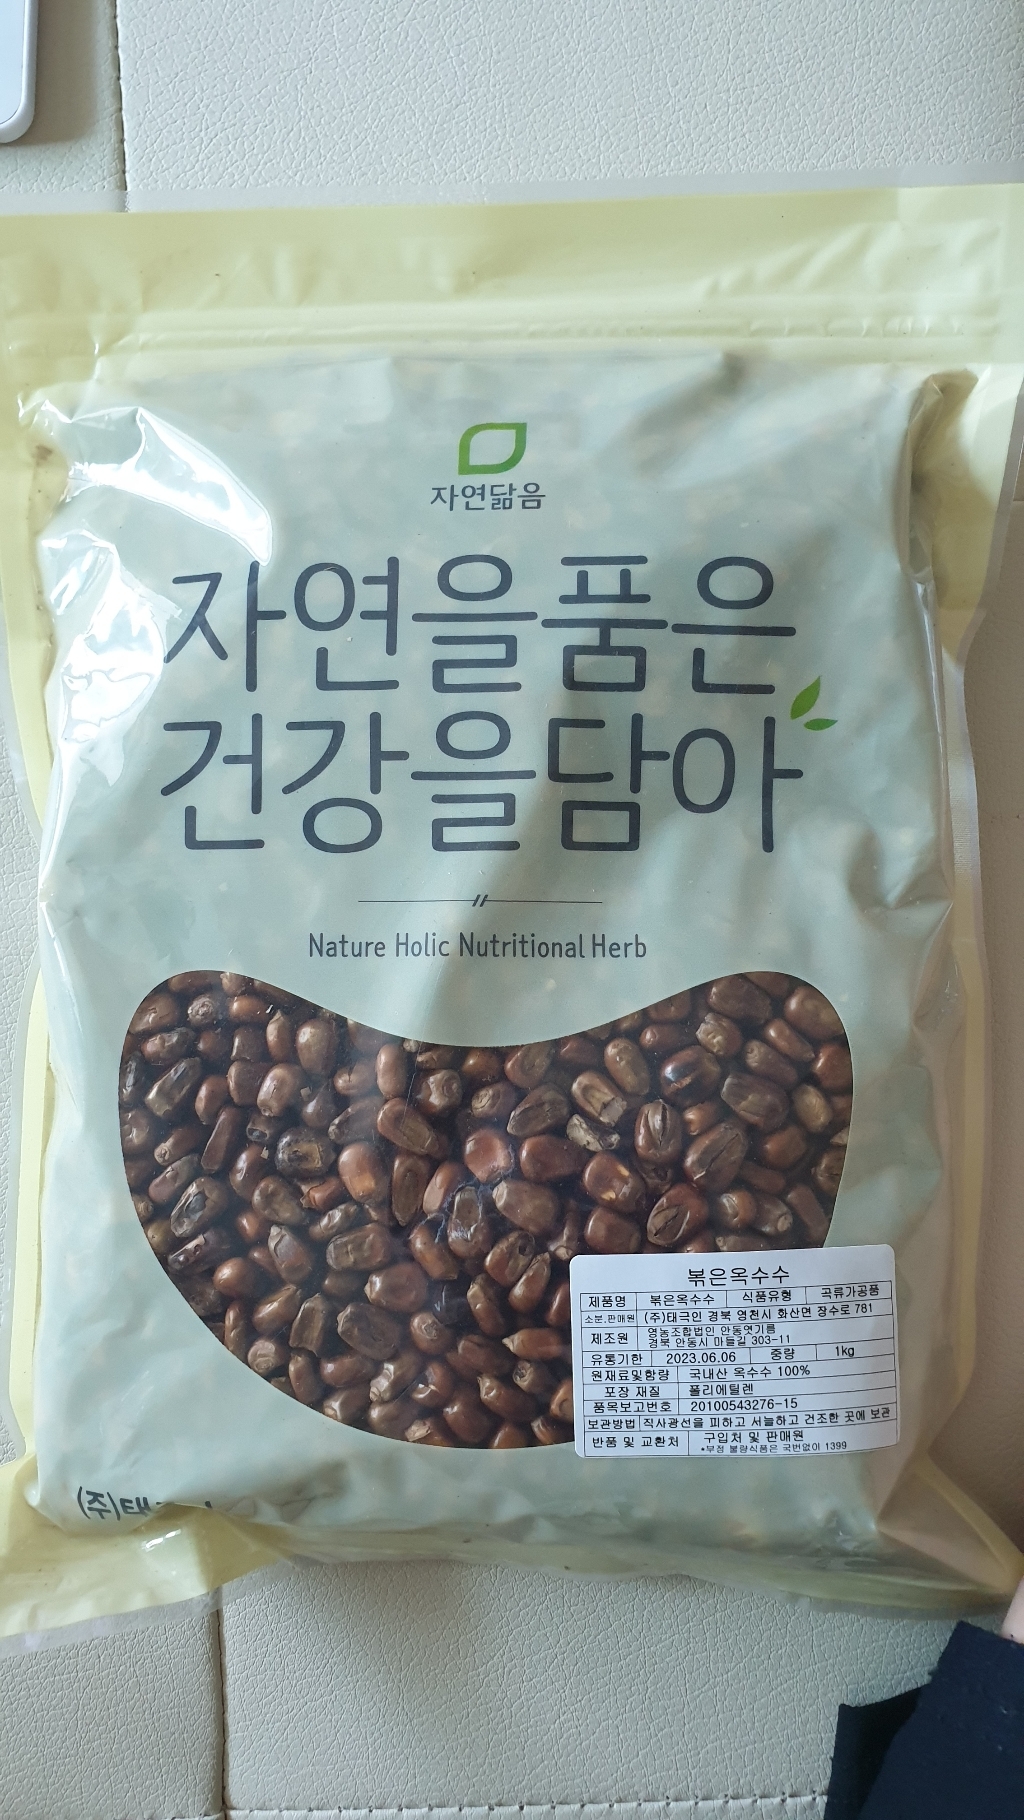 자연닮음
자연을품은
건강을담아
Nature Holic Nutritional Herb
볶은옥수수
제품명 볶은옥수수 식품유형 곡류가공품
소분.판매원 (주)태극인 경북 영천시 화산면 장수로 781
제조원 영농조합법인 안동엿기름
경북 안동시 마들길 303-11
유통기한 2023.06.06 중량 1kg
원재료및함량 국내산 옥수수 100%
포장 재질 폴리에틸렌
품목보고번호 20100543276-15
보관방법 직사광선을 피하고 서늘하고 건조한 곳에 보관
반품 및 교환처 구입처 및 판매원
*부정 불량식품은 국번없이 1399